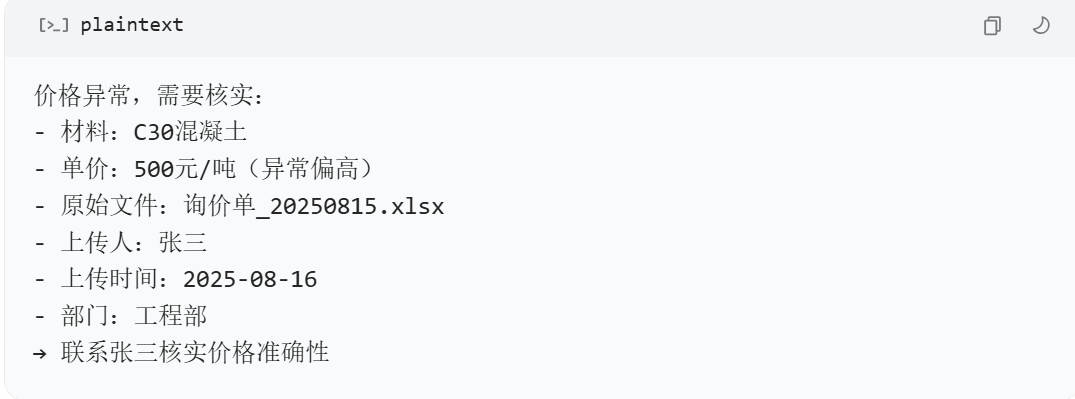 [>_] plaintext
价格异常，需要核实：
- 材料：C30混凝土
- 单价：500元/吨（异常偏高）
- 原始文件：询价单_20250815.xlsx
- 上传人：张三
- 上传时间：2025-08-16
- 部门：工程部
→ 联系张三核实价格准确性